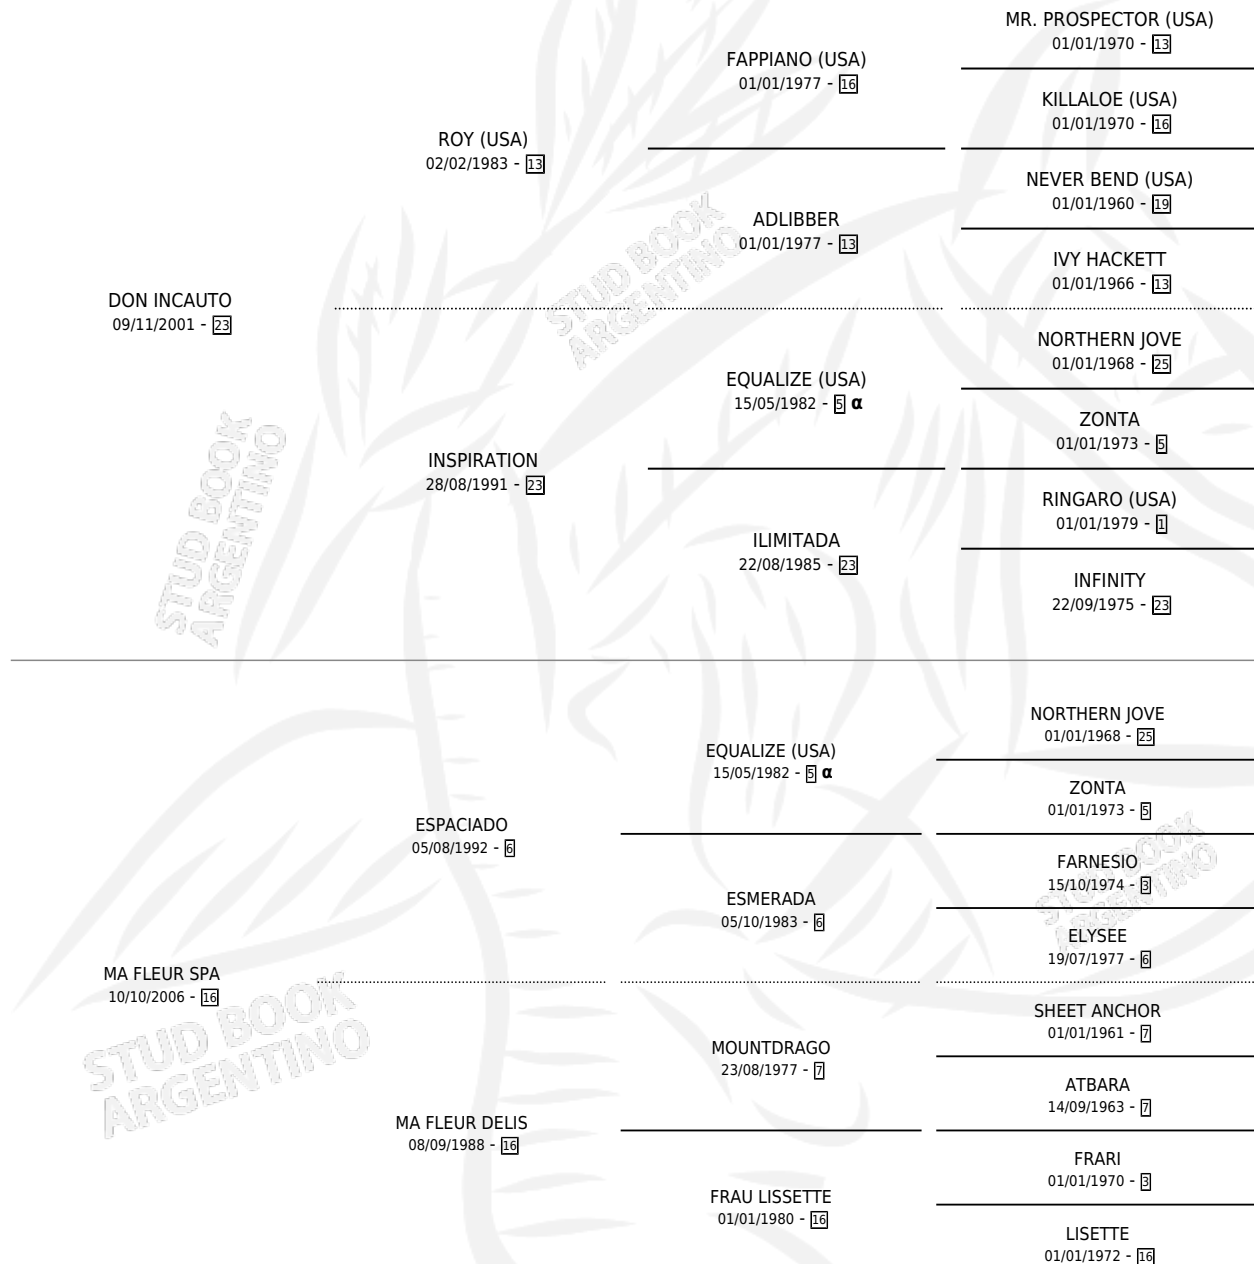 MR. PROSPECTOR (USA)
01/01/1970 - 13
FAPPIANO (USA)
01/01/1977 - 16
KILLALOE (USA)
01/01/1970 - 16
ROY (USA)
02/02/1983 - 13
NEVER BEND (USA)
01/01/1960 - 19
ADLIBBER
01/01/1977 - 13
IVY HACKETT
01/01/1966 - 13
DON INCAUTO
09/11/2001 - 23
NORTHERN JOVE
01/01/1968 - 25
EQUALIZE (USA)
15/05/1982 - 5 α
ZONTA
01/01/1973 - 5
INSPIRATION
28/08/1991 - 23
RINGARO (USA)
01/01/1979 - 1
ILIMITADA
22/08/1985 - 23
INFINITY
22/09/1975 - 23
STUD BOOK
ARGENTINO
STUD BOOK
ARGENTINO
NORTHERN JOVE
01/01/1968 - 25
EQUALIZE (USA)
15/05/1982 - 5 α
ZONTA
01/01/1973 - 5
ESPACIADO
05/08/1992 - 6
FARNESIO
15/10/1974 - 3
ESMERADA
05/10/1983 - 6
ELYSEE
19/07/1977 - 6
MA FLEUR SPA
10/10/2006 - 16
SHEET ANCHOR
01/01/1961 - 7
MOUNTDRAGO
23/08/1977 - 7
ATBARA
14/09/1963 - 7
MA FLEUR DELIS
08/09/1988 - 16
FRARI
01/01/1970 - 3
FRAU LISSETTE
01/01/1980 - 16
LISETTE
01/01/1972 - 16
STUD BOOK
ARGENTINO
STUD BOOK
ARGENTINO